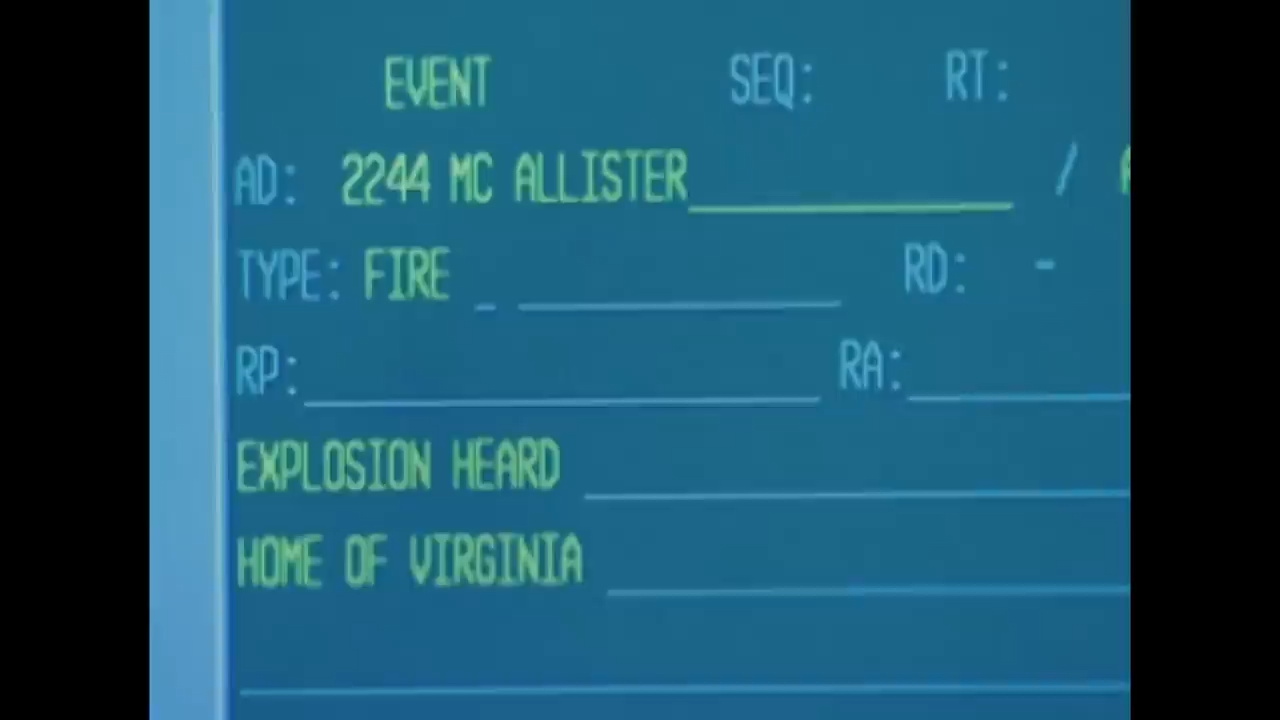 EVENT SEQ: RT:
AD: 2244 MC ALLISTER /
TYPE: FIRE _ RD: -
RP: RA:
EXPLOSION HEARD
HOME OF VIRGINIA